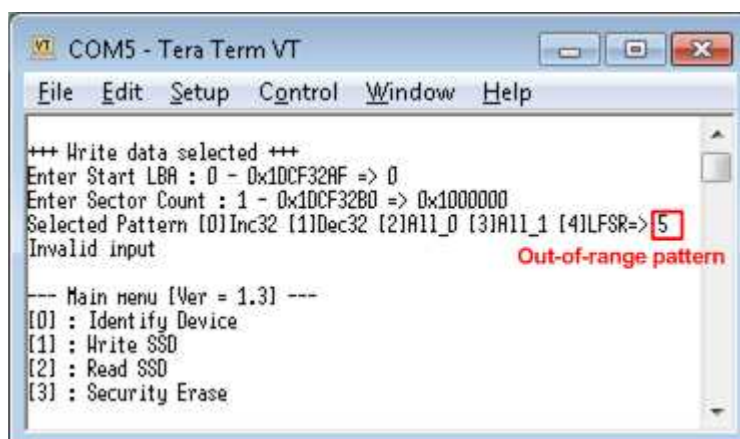 COM5 - Tera Term VT
File Edit Setup Control Window Help
+++ Write data selected +++
Enter Start LBA : 0 - 0x1DCF32AF => 0
Enter Sector Count : 1 - 0x1DCF32B0 => 0x1000000
Selected Pattern [0]Inc32 [1]Dec32 [2]All_0 [3]All_1 [4]LFSR=> 5
Invalid input
Out-of-range pattern
--- Main menu [Ver = 1.3] ---
[0] : Identify Device
[1] : Write SSD
[2] : Read SSD
[3] : Security Erase